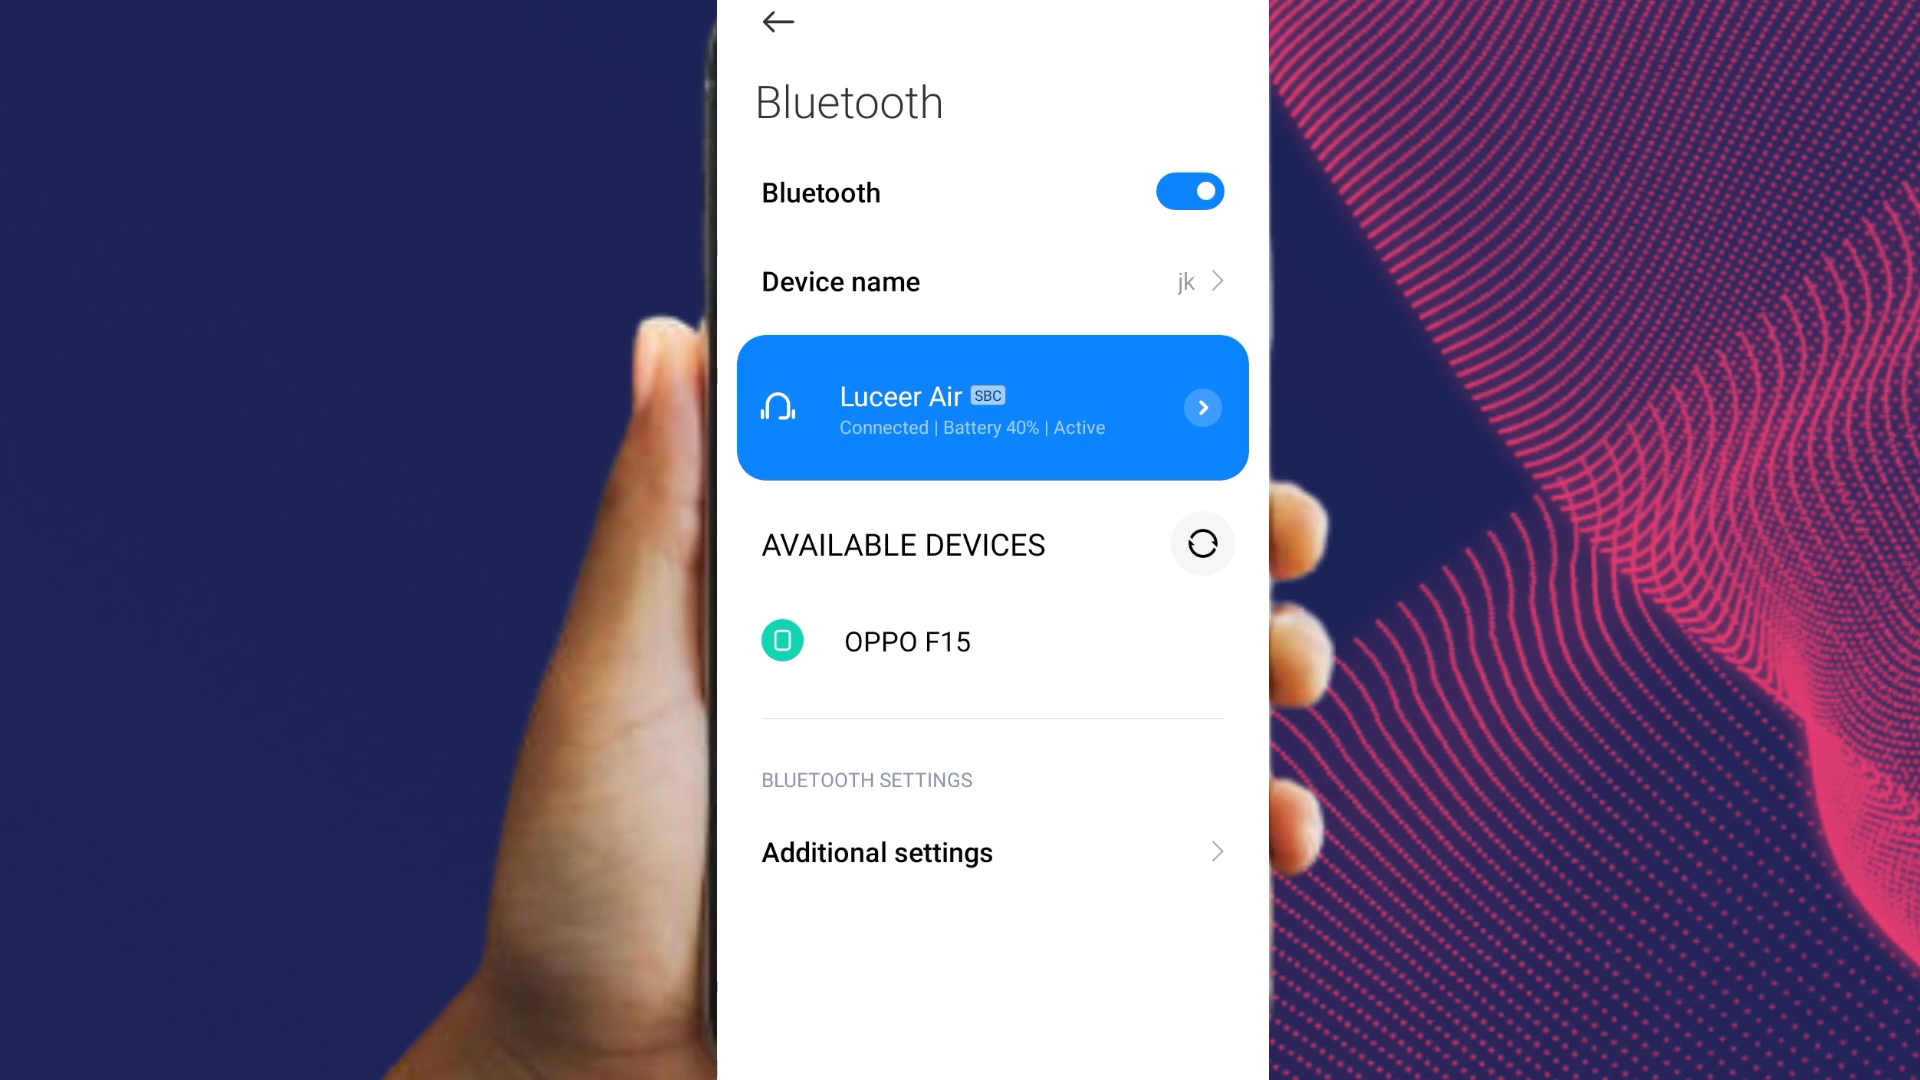 Bluetooth
Bluetooth
Device name jk
Luceer Air SBC
Connected | Battery 40% | Active
AVAILABLE DEVICES
OPPO F15
BLUETOOTH SETTINGS
Additional settings